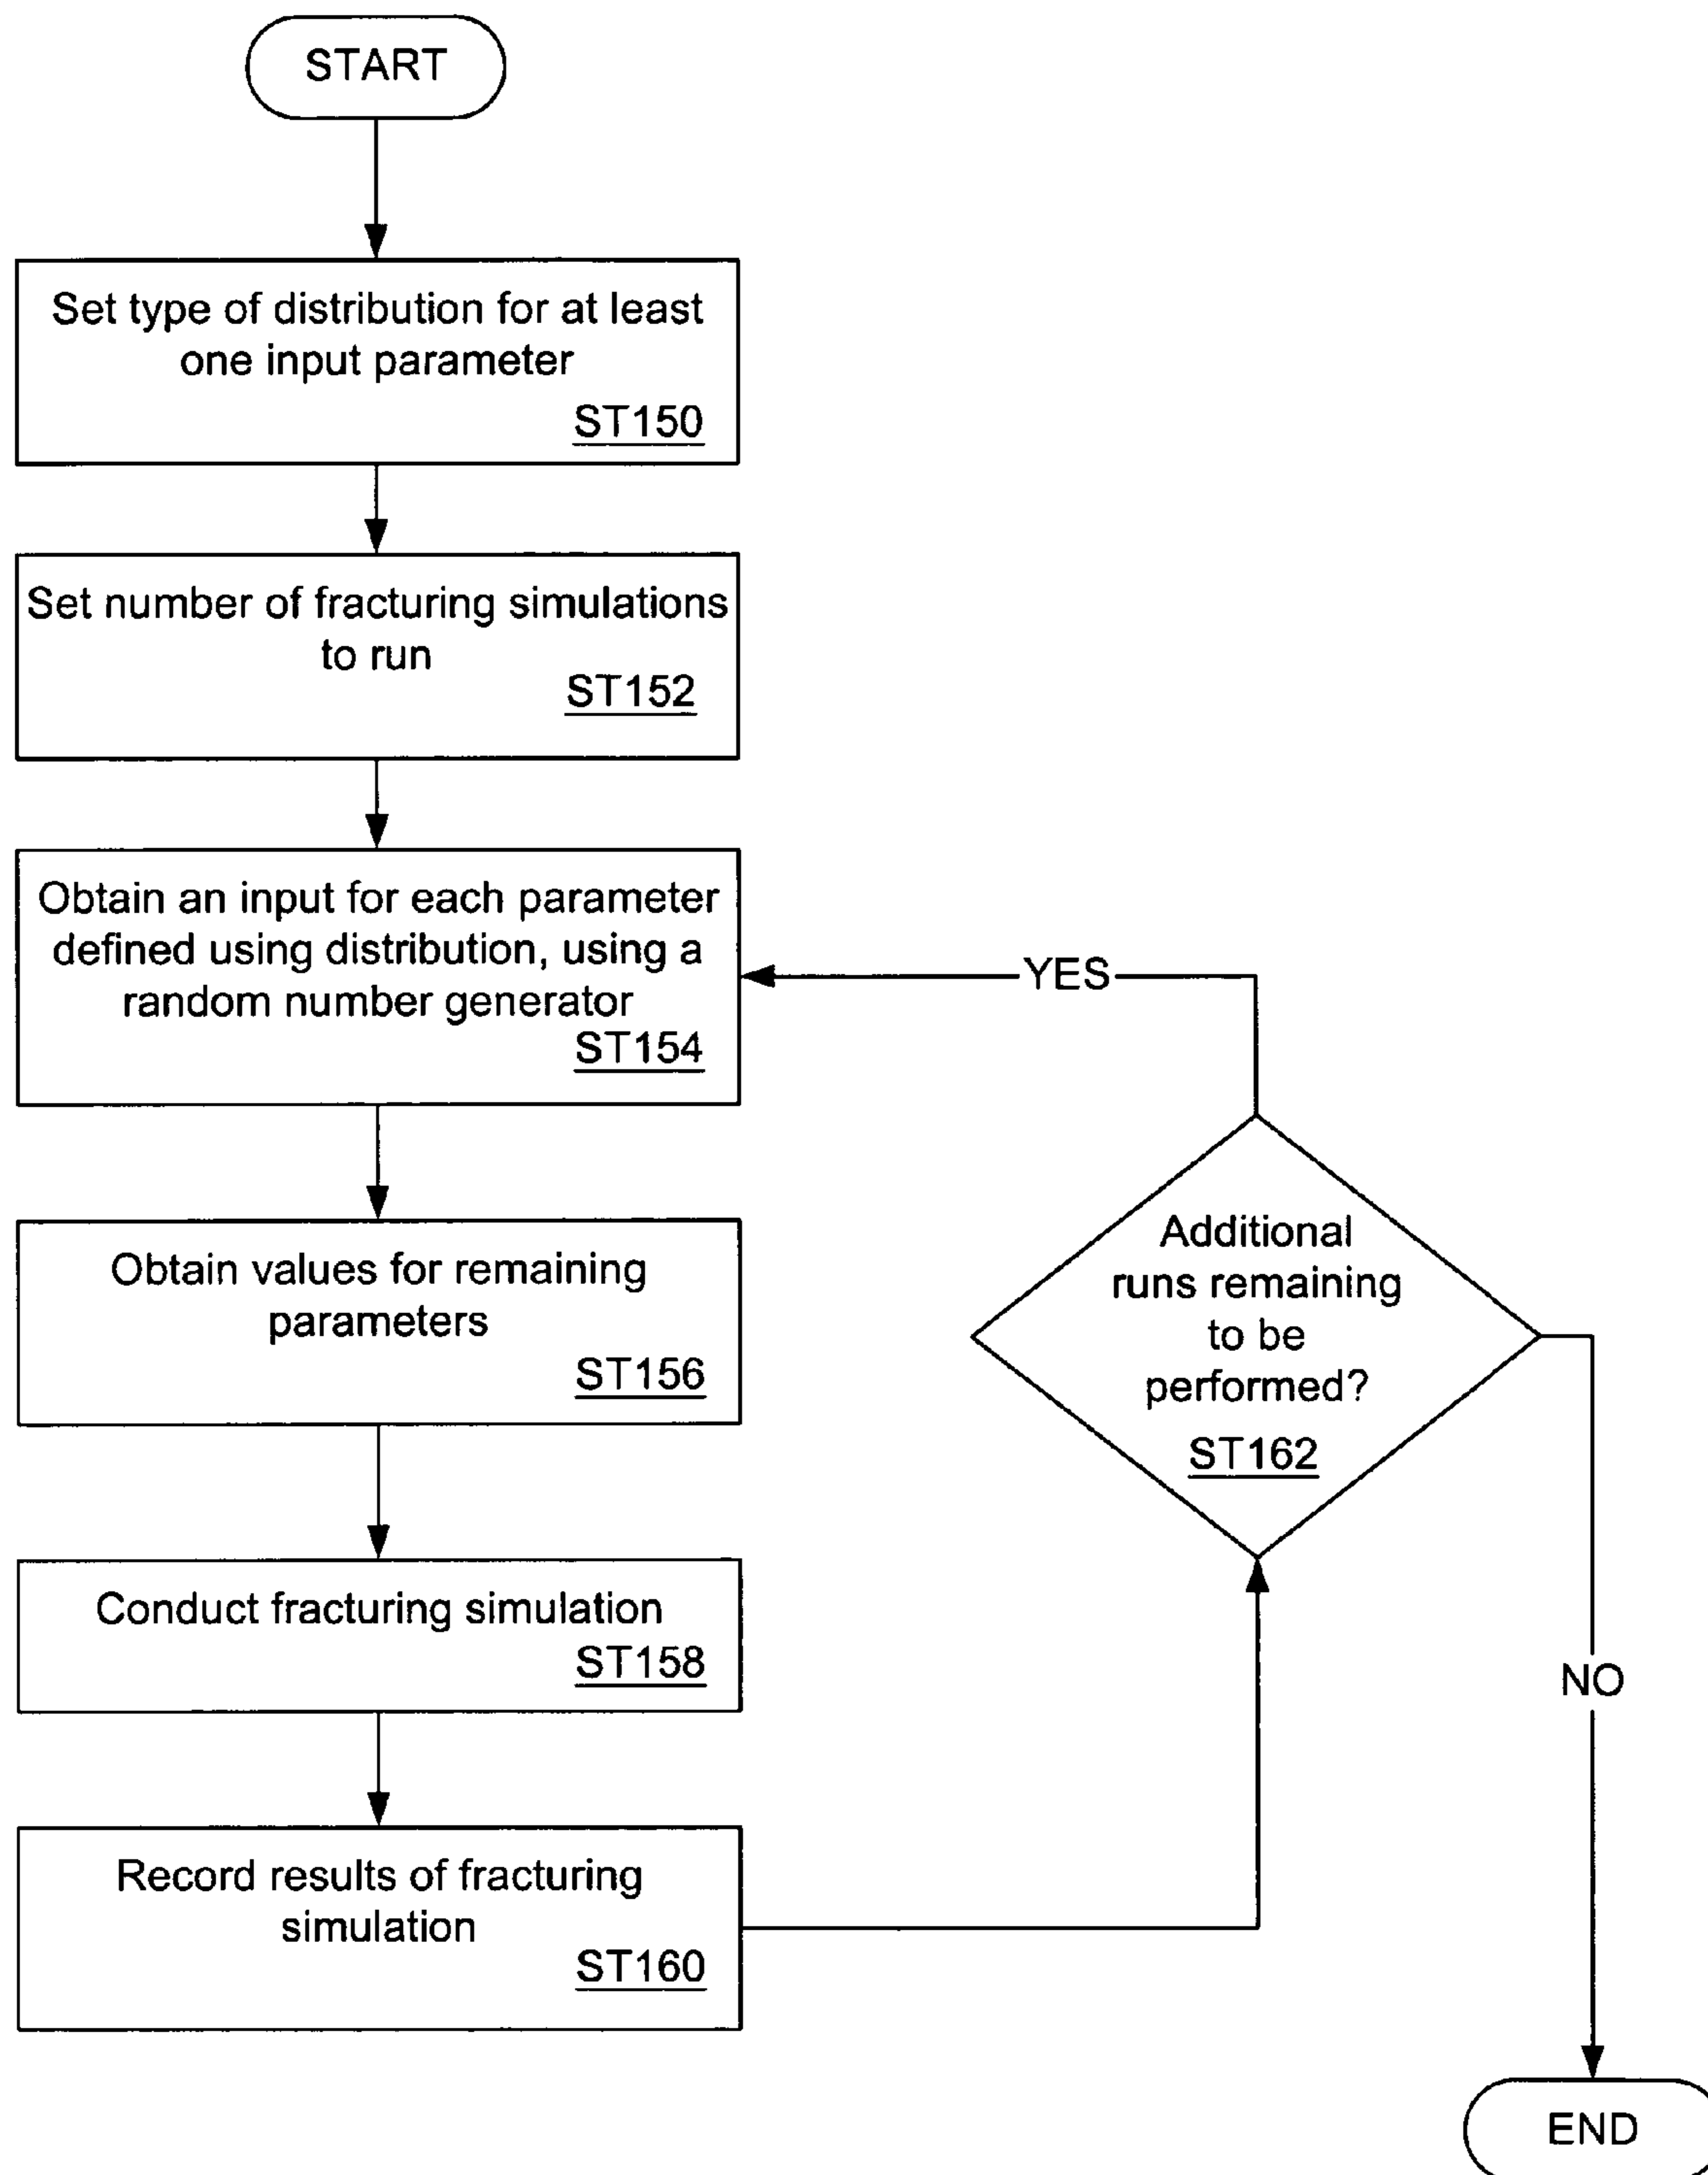 START
Set type of distribution for at least
one input parameter
ST150
Set number of fracturing simulations
to run
ST152
Obtain an input for each parameter
defined using distribution, using a
random number generator
ST154
YES
Obtain values for remaining
parameters
ST156
Additional
runs remaining
to be
performed?
ST162
Conduct fracturing simulation
ST158
NO
Record results of fracturing
simulation
ST160
END